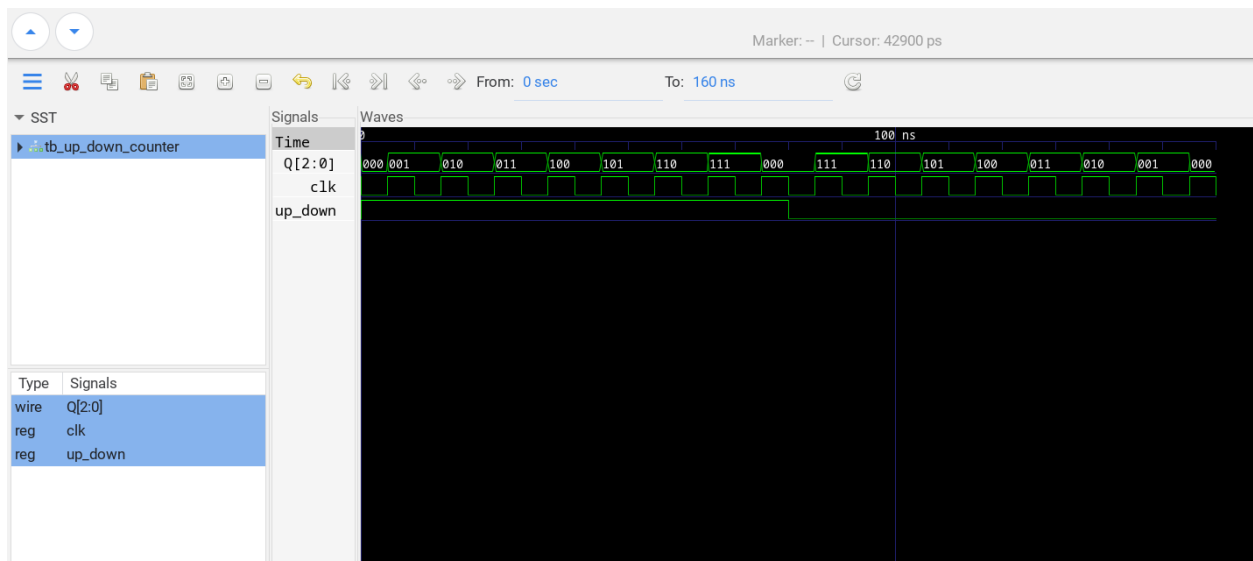 Marker: -- | Cursor: 42900 ps
From: 0 sec To: 160 ns
SST
tb_up_down_counter
Type Signals
wire Q[2:0]
reg clk
reg up_down
Signals
Time
Q[2:0]
clk
up_down
Waves
0 100 ns
000 001 010 011 100 101 110 111 000 111 110 101 100 011 010 001 000